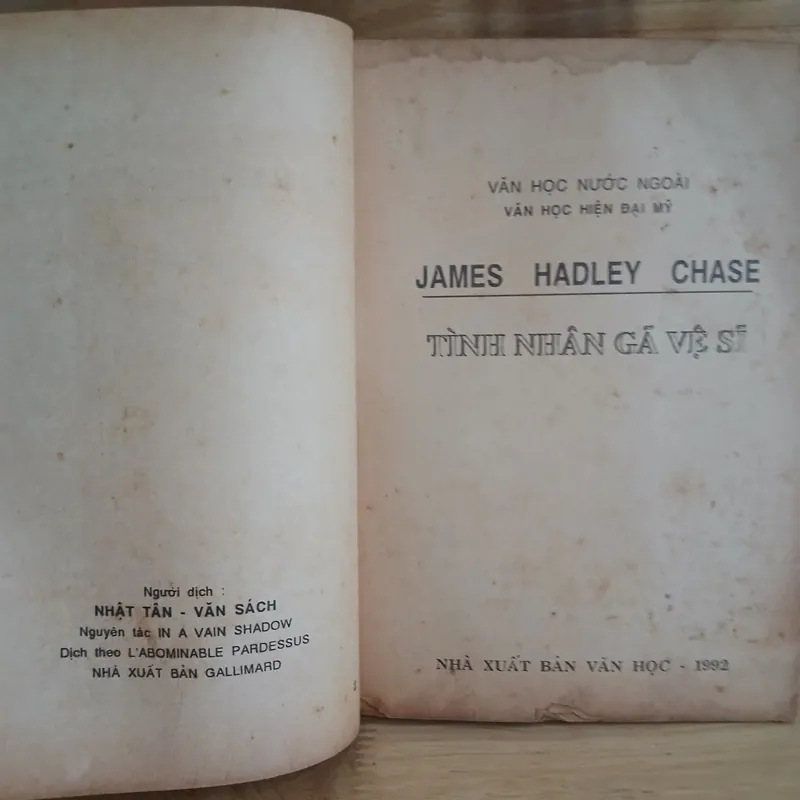 Người dịch :
NHẬT TÂN - VĂN SÁCH
Nguyên tác IN A VAIN SHADOW
Dịch theo L'ABOMINABLE PARDESSUS
NHÀ XUẤT BẢN GALLIMARD
VĂN HỌC NƯỚC NGOÀI
VĂN HỌC HIỆN ĐẠI MỸ
JAMES HADLEY CHASE
TÌNH NHÂN GÃ VỆ SĨ
NHÀ XUẤT BẢN VĂN HỌC - 1992